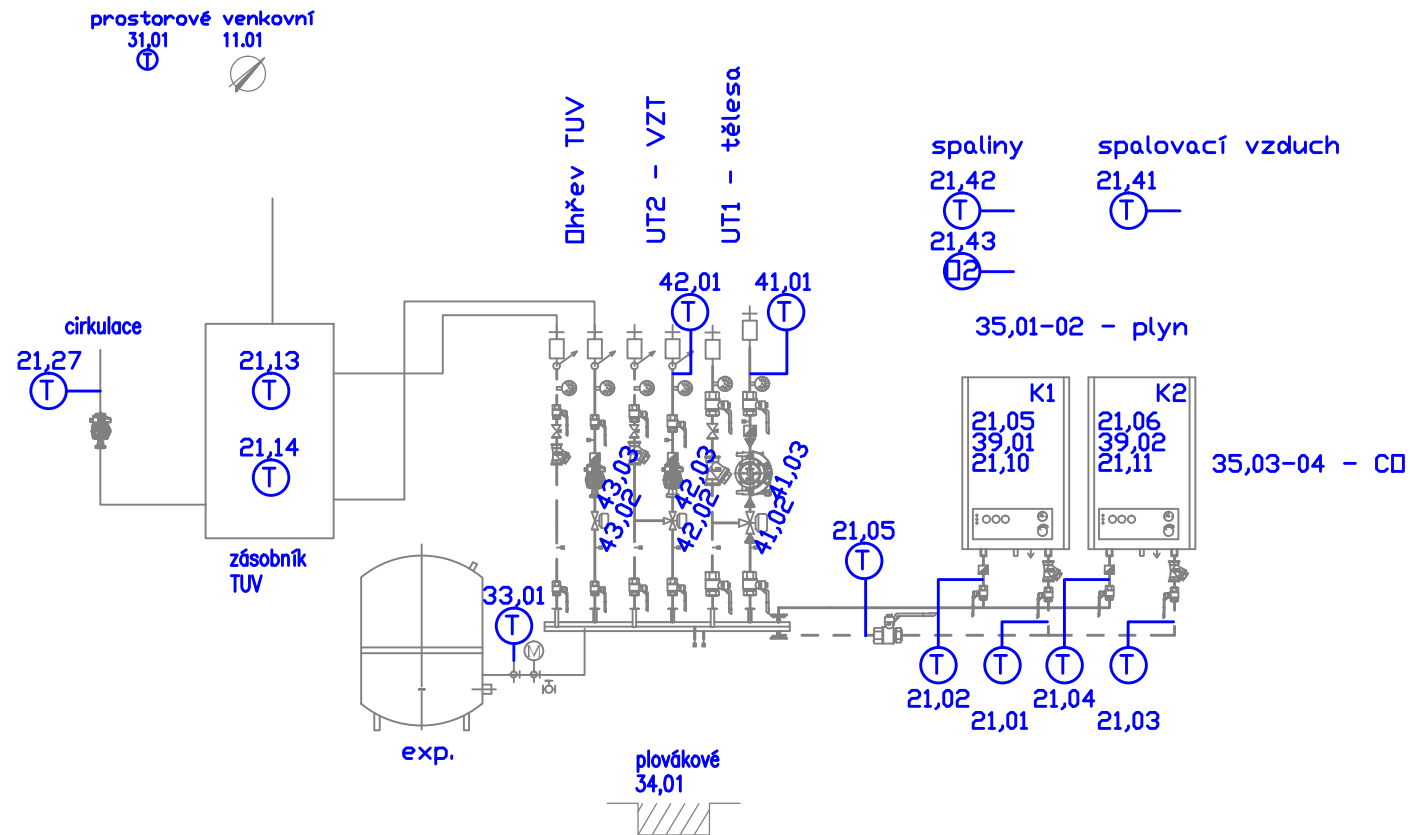 prostorové venkovní
31,01 11.01
T
Ohřev TUV
UT2 - VZT
UT1 - tělesa
spaliny
21,42
T
21,43
O2
spalovací vzduch
21,41
T
42,01
T
41,01
T
35,01-02 - plyn
cirkulace
21,27
T
21,13
T
21,14
T
zásobník
TUV
K1
21,05
39,01
21,10
K2
21,06
39,02
21,11
35,03-04 - CO
43,03
43,02
42,03
42,02
41,03
41,02
21,05
T
33,01
T
M
T
21,02
T
21,01
T
21,04
T
21,03
exp.
plovákové
34,01